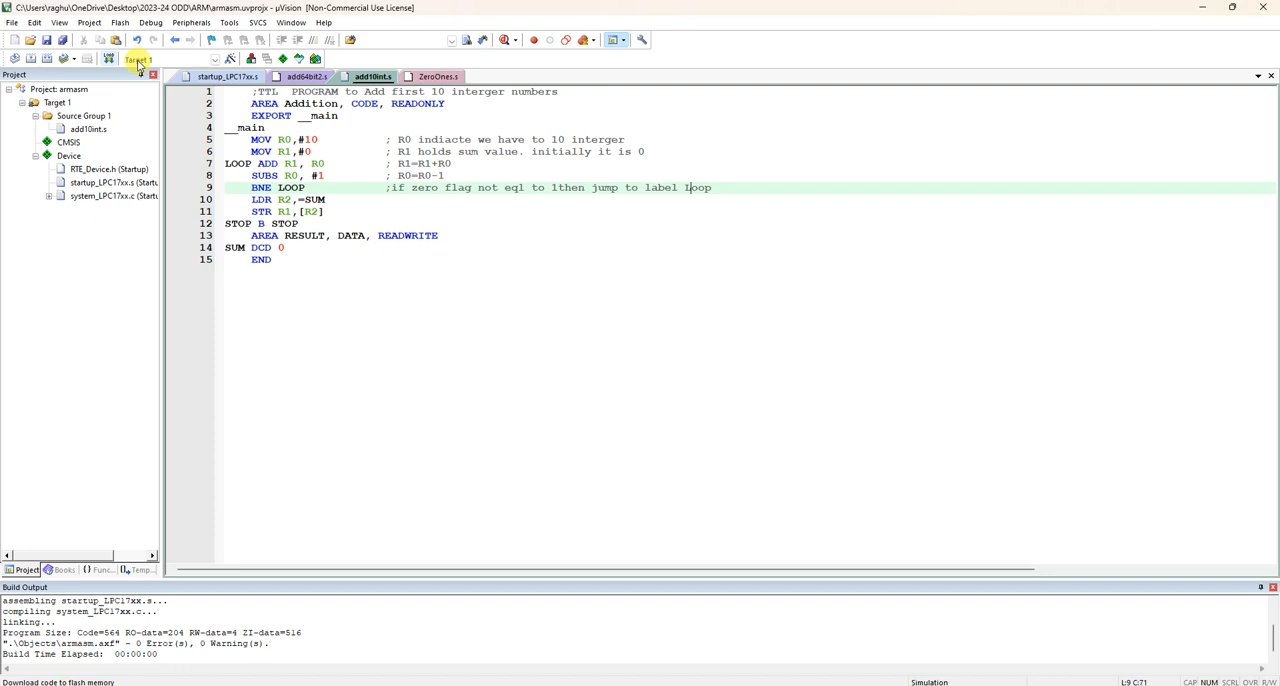 C:\Users\raghu\OneDrive\Desktop\2023-24 ODD\ARM\armasm.uvprojx - µVision [Non-Commercial Use License]
File Edit View Project Flash Debug Peripherals Tools SVCS Window Help
Target 1
Project
startup_LPC17xx.s add64bit2.s add10int.s ZeroOnes.s
Project: armasm
Target 1
Source Group 1
add10int.s
CMSIS
Device
RTE_Device.h (Startup)
startup_LPC17xx.s (Startu
system_LPC17xx.c (Startu
1 ;TTL PROGRAM to Add first 10 interger numbers
2 AREA Addition, CODE, READONLY
3 EXPORT __main
4 __main
5 MOV R0,#10 ; R0 indiacte we have to 10 interger
6 MOV R1,#0 ; R1 holds sum value. initially it is 0
7 LOOP ADD R1, R0 ; R1=R1+R0
8 SUBS R0, #1 ; R0=R0-1
9 BNE LOOP ;if zero flag not eql to 1then jump to label Loop
10 LDR R2,=SUM
11 STR R1,[R2]
12 STOP B STOP
13 AREA RESULT, DATA, READWRITE
14 SUM DCD 0
15 END
Project Books {} Func... Temp...
Build Output
assembling startup_LPC17xx.s...
compiling system_LPC17xx.c...
linking...
Program Size: Code=564 RO-data=204 RW-data=4 ZI-data=516
".\Objects\armasm.axf" - 0 Error(s), 0 Warning(s).
Build Time Elapsed: 00:00:00
Download code to flash memory Simulation L:9 C:71 CAP NUM SCRL OVR R/W